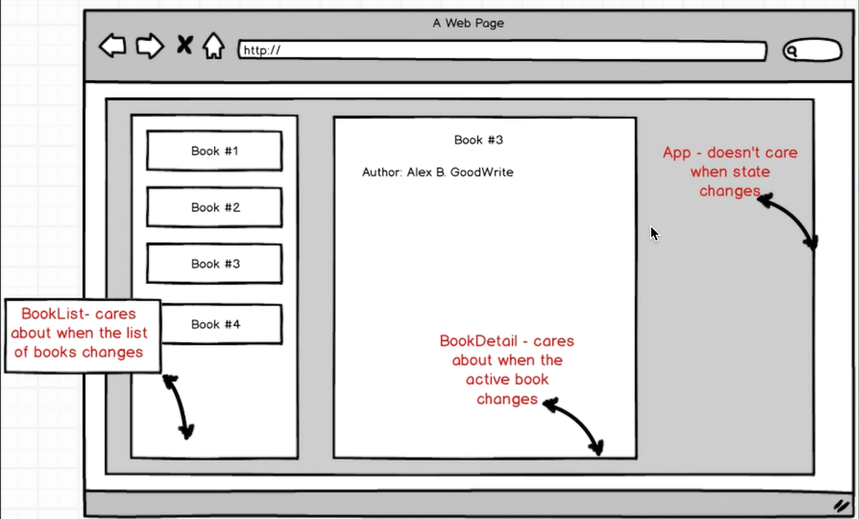 A Web Page
http://
Book #1
Book #2
Book #3
Book #4
Book #3
Author: Alex B. GoodWrite
App - doesn't care
when state
changes
BookList- cares
about when the list
of books changes
BookDetail - cares
about when the
active book
changes